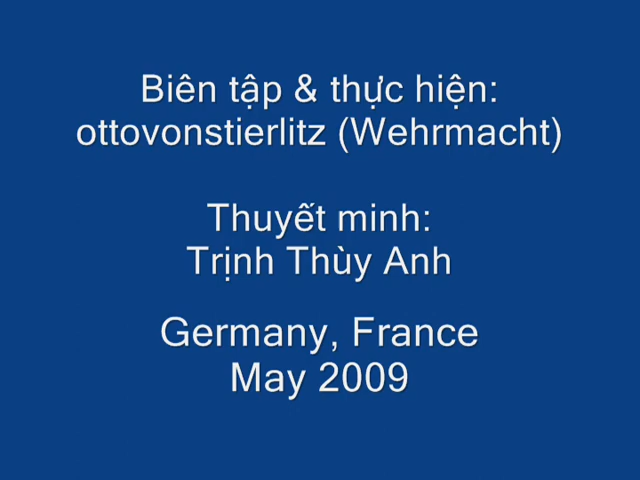 Biên tập & thực hiện:
ottovonstierlitz (Wehrmacht)
Thuyết minh:
Trịnh Thùy Anh
Germany, France
May 2009